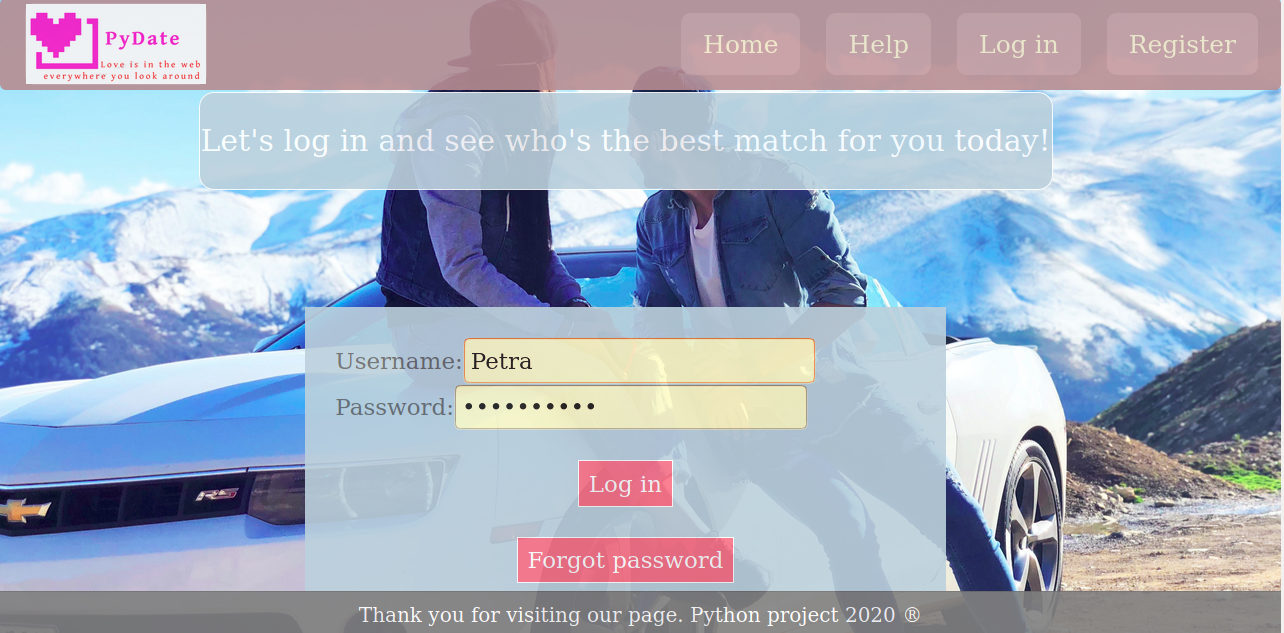 PyDate
Love is in the web
everywhere you look around
Home Help Log in Register
Let's log in and see who's the best match for you today!
Username: Petra
Password: ••••••••••
RS
Log in
Forgot password
Thank you for visiting our page. Python project 2020 ®